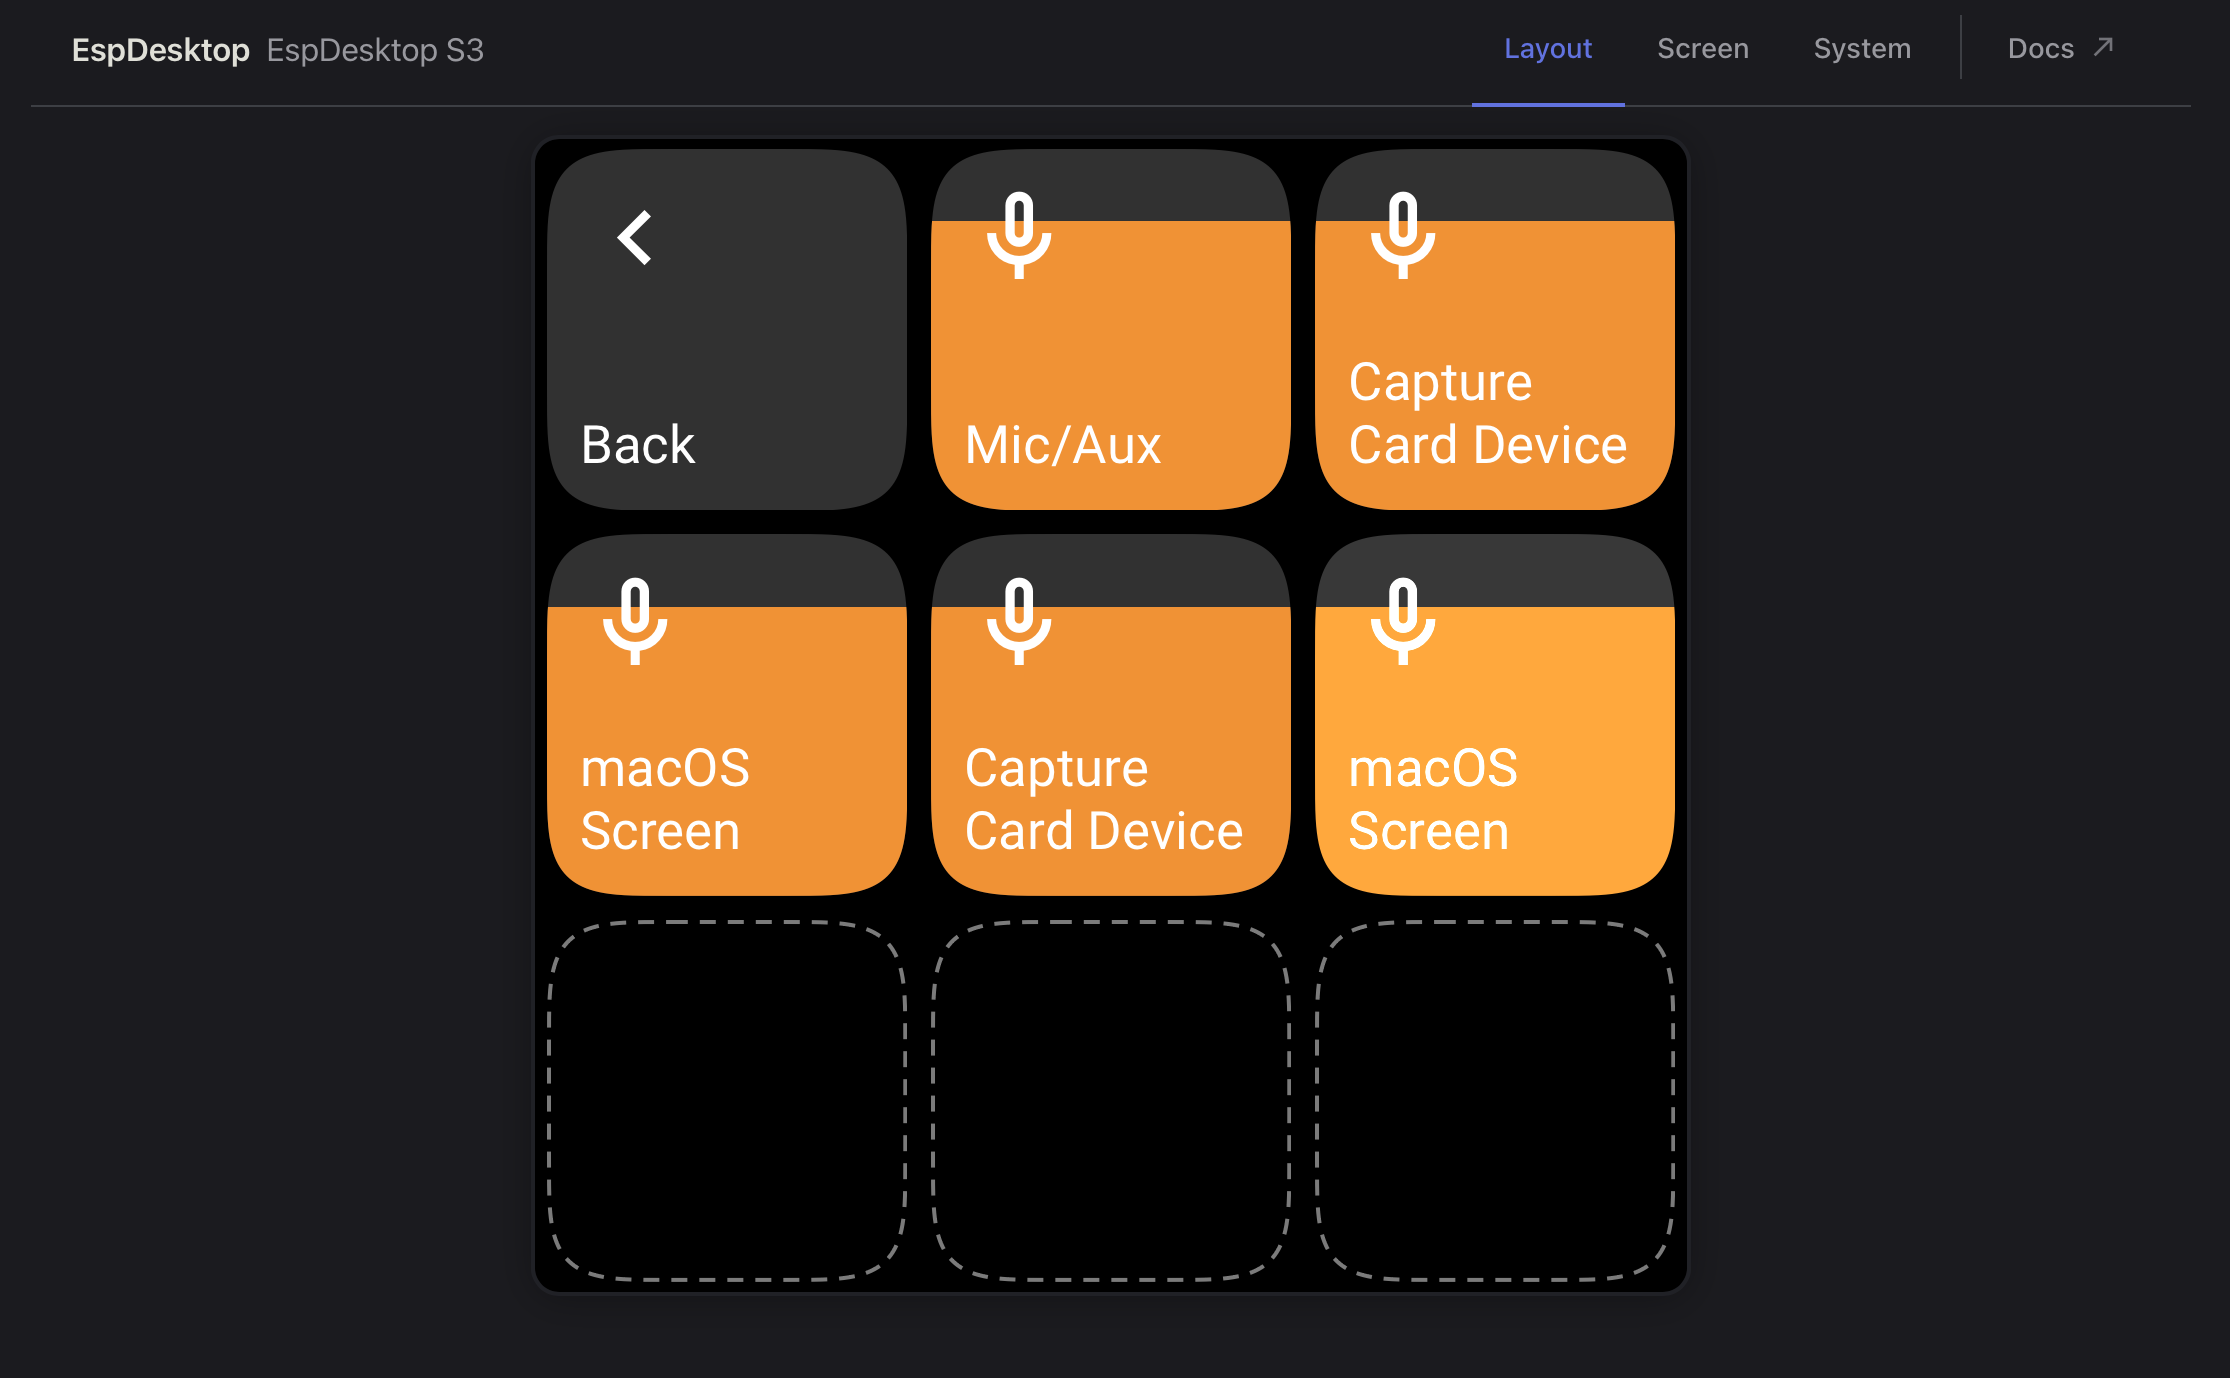 EspDesktop EspDesktop S3
Layout Screen System Docs
Back
Mic/Aux
Capture
Card Device
macOS
Screen
Capture
Card Device
macOS
Screen